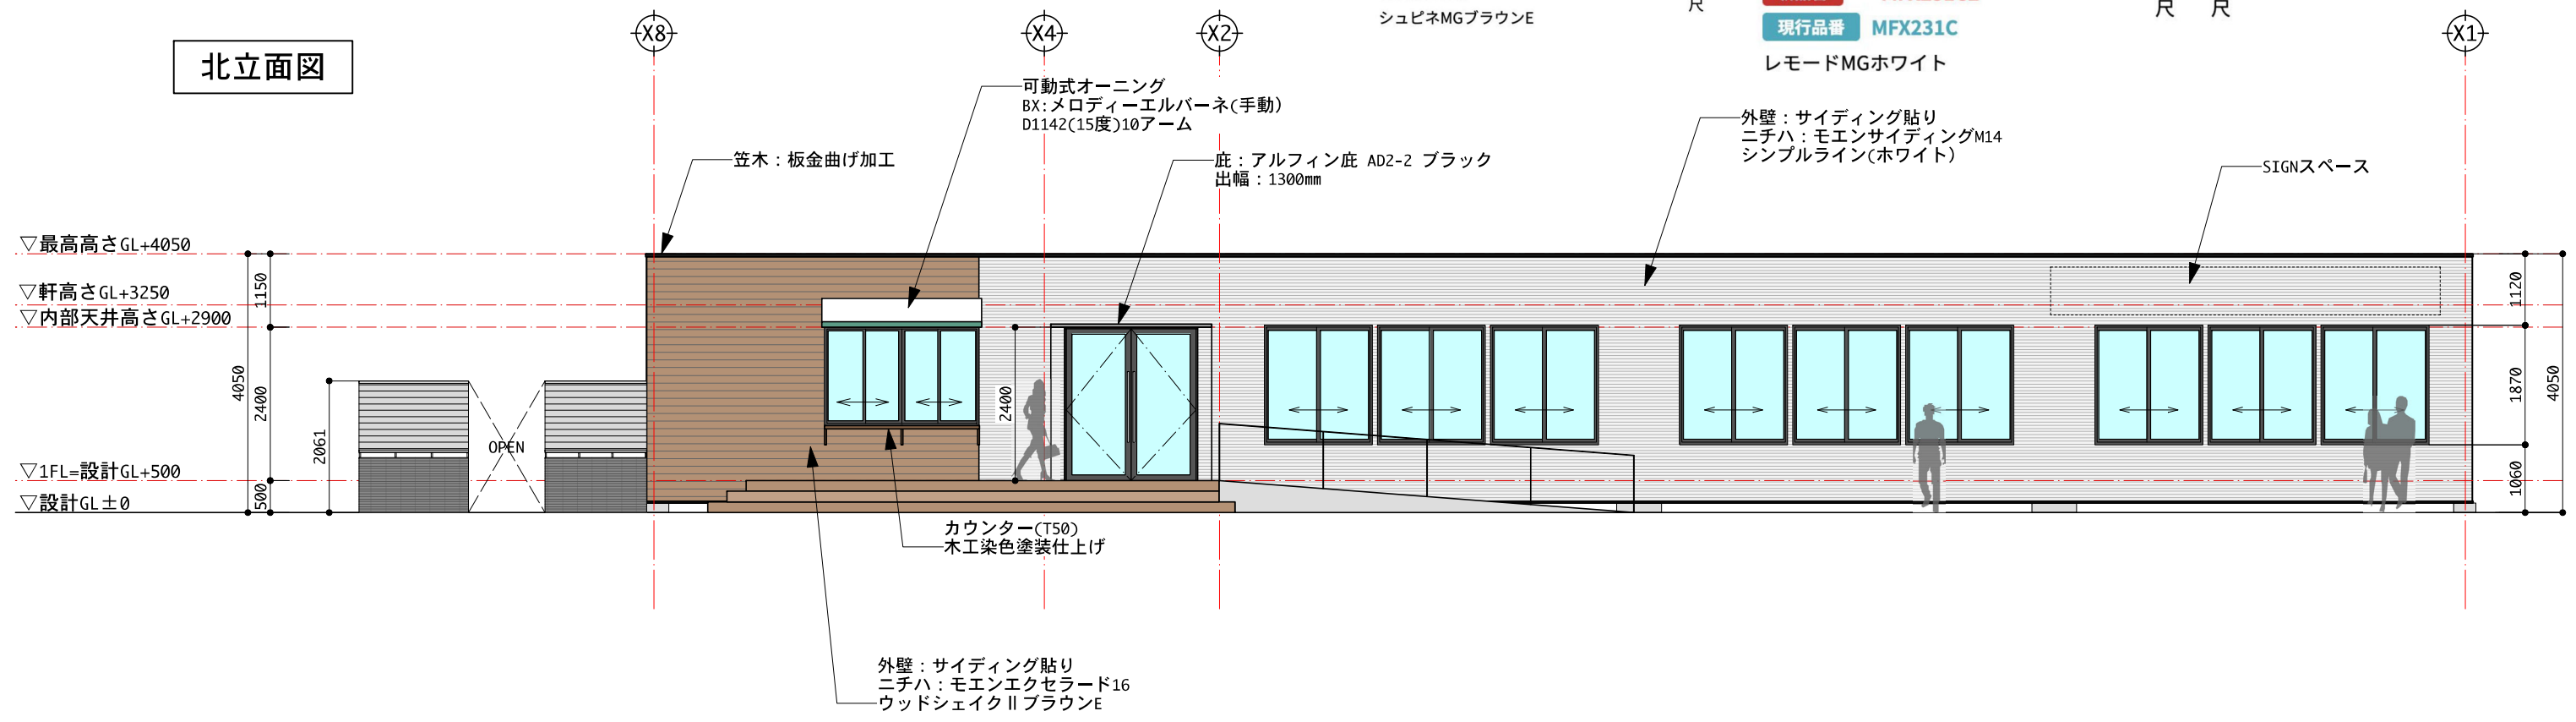 シュピネMGブラウンE
尺
現行品番 MFX231C
尺 尺
レモードMGホワイト
北立面図
X8
X4
X2
X1
可動式オーニング
BX:メロディーエルバーネ(手動)
D1142(15度)10アーム
笠木：板金曲げ加工
庇：アルフィン庇 AD2-2 ブラック
出幅：1300mm
外壁：サイディング貼り
ニチハ：モエンサイディングM14
シンプルライン(ホワイト)
SIGNスペース
▽最高高さGL+4050
▽軒高さGL+3250
▽内部天井高さGL+2900
▽1FL=設計GL+500
▽設計GL±0
4050
1150
2400
500
2061
OPEN
2400
1120
1870
1060
4050
カウンター(T50)
木工染色塗装仕上げ
外壁：サイディング貼り
ニチハ：モエンエクセラード16
ウッドシェイクⅡブラウンE